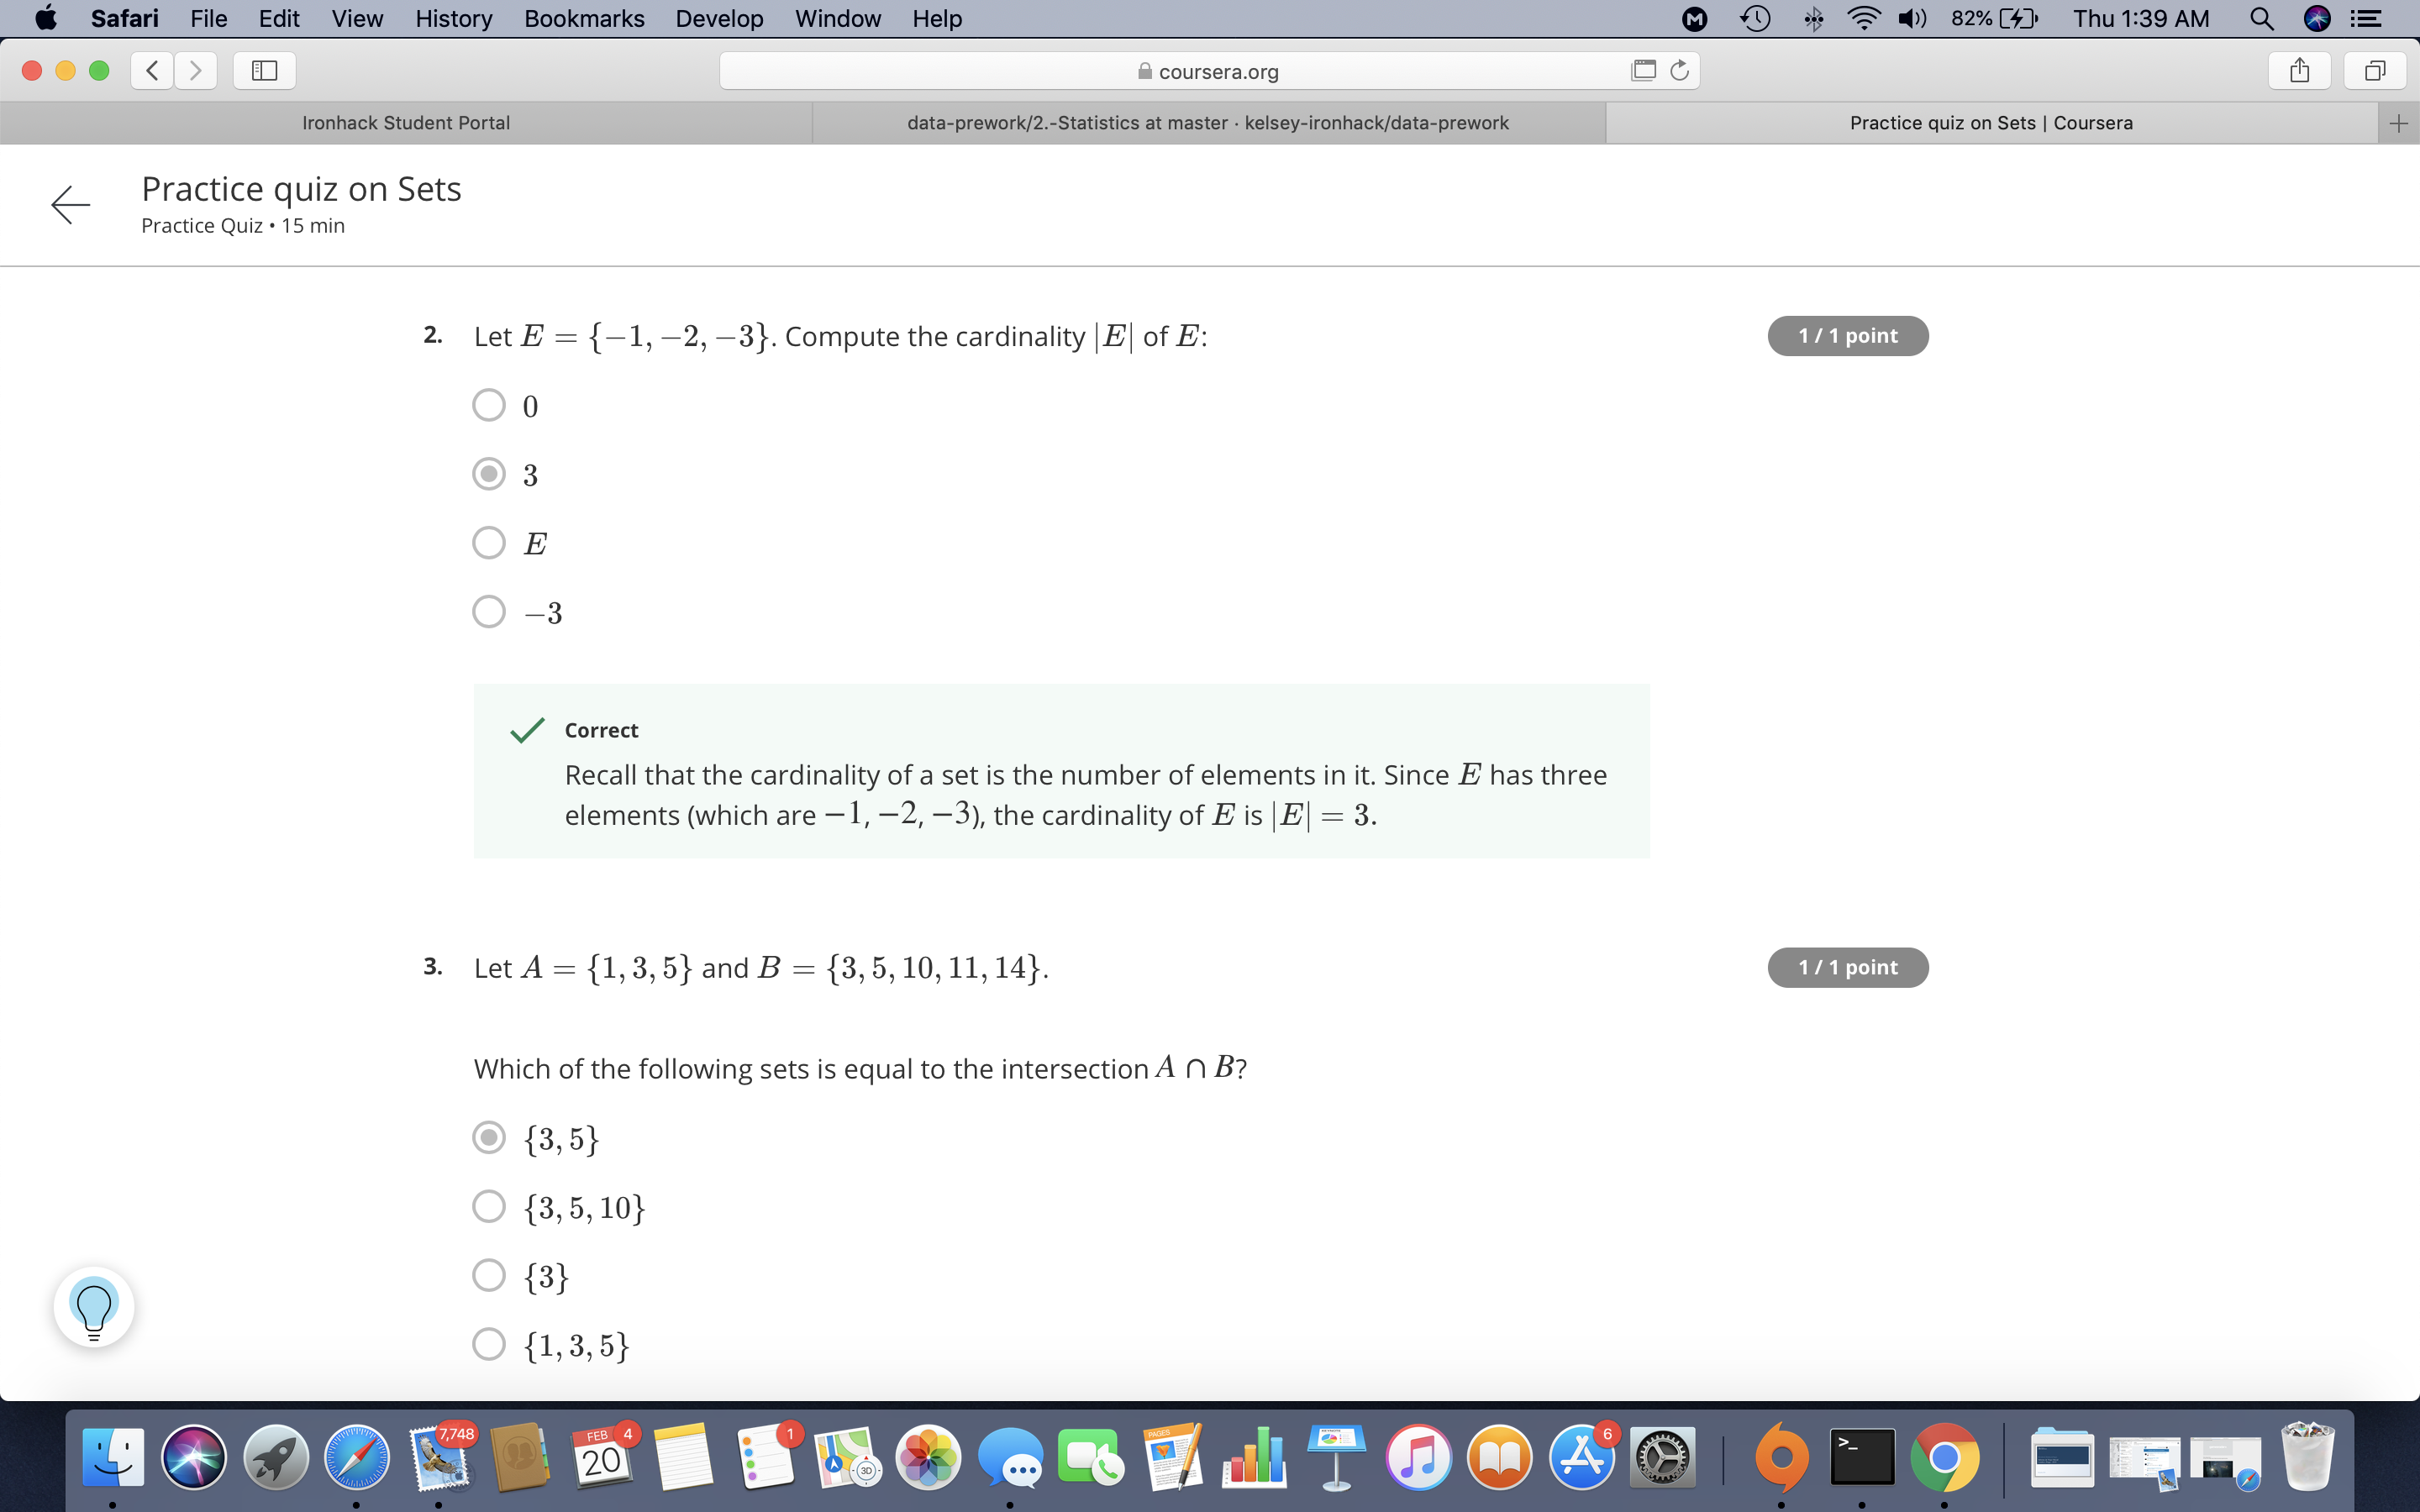 Safari File Edit View History Bookmarks Develop Window Help 82% Thu 1:39 AM
coursera.org
Ironhack Student Portal
data-prework/2.-Statistics at master · kelsey-ironhack/data-prework
Practice quiz on Sets | Coursera
Practice quiz on Sets
Practice Quiz • 15 min
2. Let E = {−1, −2, −3}. Compute the cardinality |E| of E:
1 / 1 point
0
3
E
−3
Correct
Recall that the cardinality of a set is the number of elements in it. Since E has three
elements (which are −1, −2, −3), the cardinality of E is |E| = 3.
3. Let A = {1, 3, 5} and B = {3, 5, 10, 11, 14}.
1 / 1 point
Which of the following sets is equal to the intersection A ∩ B?
{3, 5}
{3, 5, 10}
{3}
{1, 3, 5}
7,748
FEB
20
4
1
3D
PAGES
6
>_